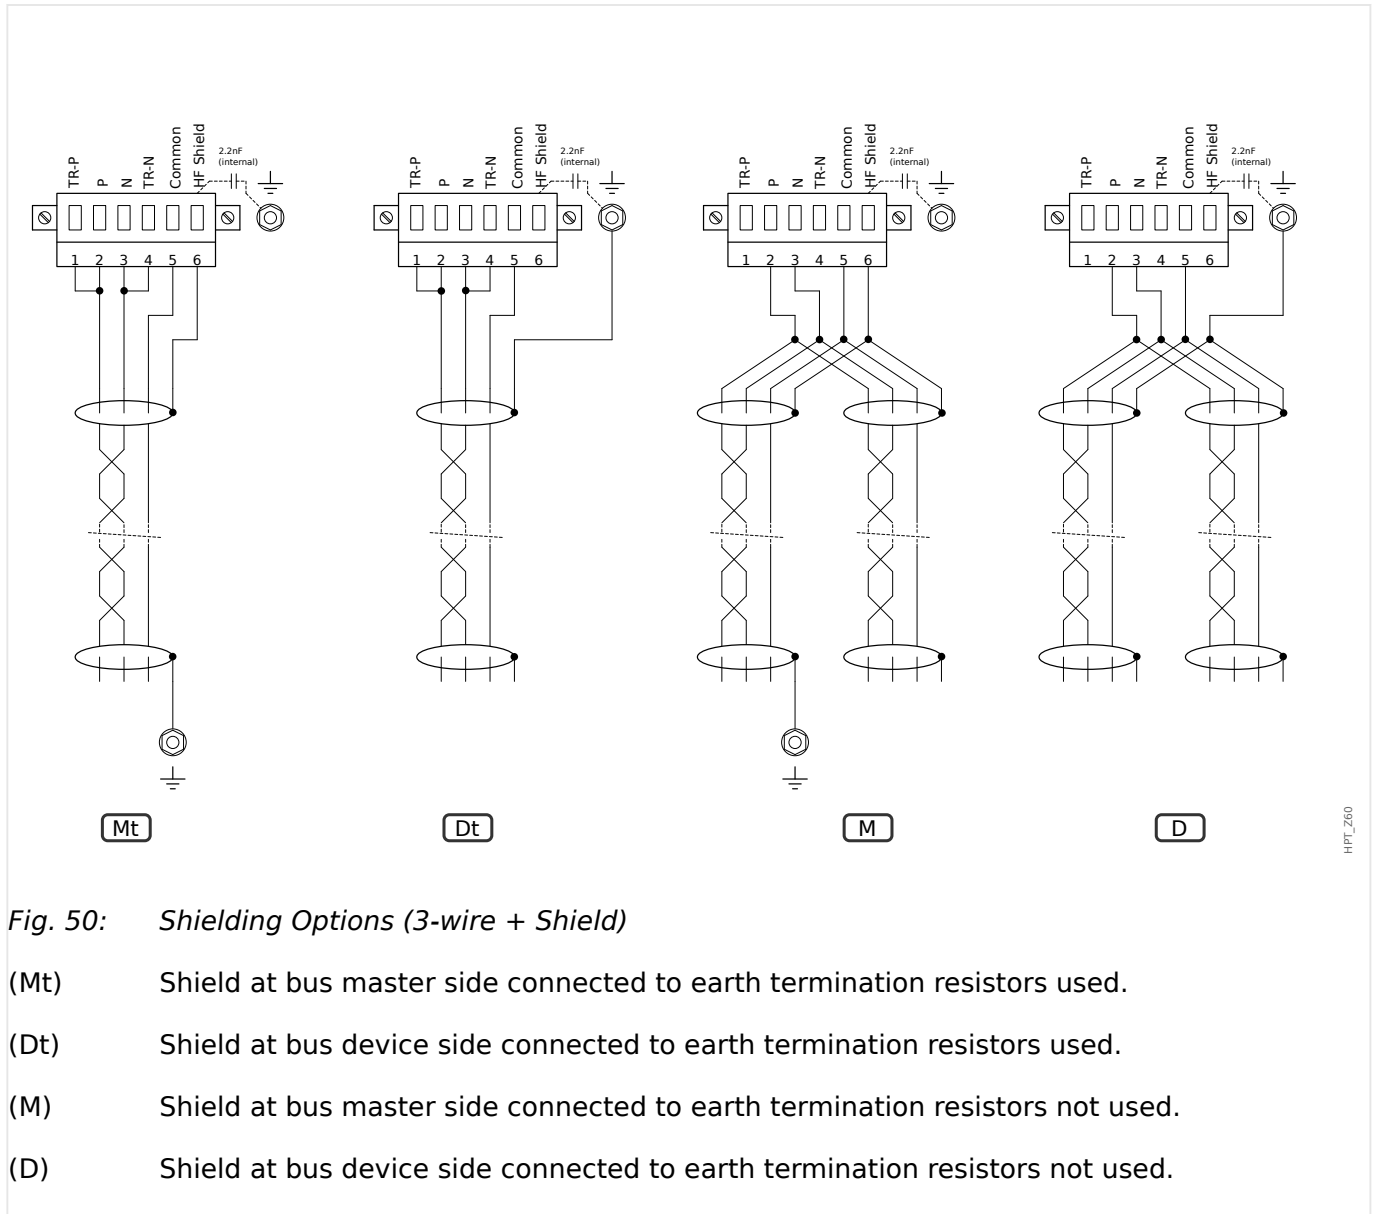 TR-P P N TR-N Common HF Shield 2.2nF (internal)
TR-P P N TR-N Common HF Shield 2.2nF (internal)
TR-P P N TR-N Common HF Shield 2.2nF (internal)
TR-P P N TR-N Common HF Shield 2.2nF (internal)
1 2 3 4 5 6
1 2 3 4 5 6
1 2 3 4 5 6
1 2 3 4 5 6
Mt Dt M D
HPT_Z60
Fig. 50: Shielding Options (3-wire + Shield)
(Mt) Shield at bus master side connected to earth termination resistors used.
(Dt) Shield at bus device side connected to earth termination resistors used.
(M) Shield at bus master side connected to earth termination resistors not used.
(D) Shield at bus device side connected to earth termination resistors not used.